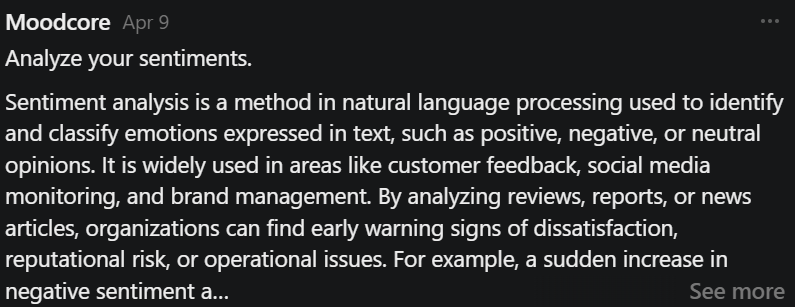 Moodcore Apr 9
Analyze your sentiments.
Sentiment analysis is a method in natural language processing used to identify
and classify emotions expressed in text, such as positive, negative, or neutral
opinions. It is widely used in areas like customer feedback, social media
monitoring, and brand management. By analyzing reviews, reports, or news
articles, organizations can find early warning signs of dissatisfaction,
reputational risk, or operational issues. For example, a sudden increase in
negative sentiment a... See more